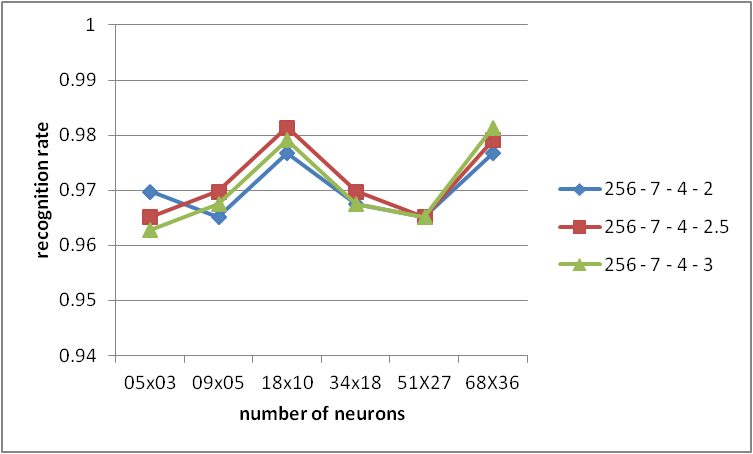 1
0.99
0.98
0.97
0.96
0.95
0.94
recognition rate
05x03 09x05 18x10 34x18 51X27 68X36
number of neurons
256 - 7 - 4 - 2
256 - 7 - 4 - 2.5
256 - 7 - 4 - 3